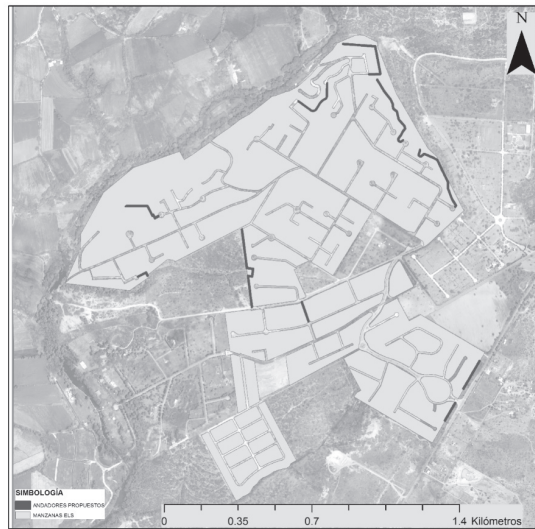 N
SIMBOLOGÍA
ANDADORES PROPUESTOS
MANZANAS ELS
0 0.35 0.7 1.4 Kilómetros